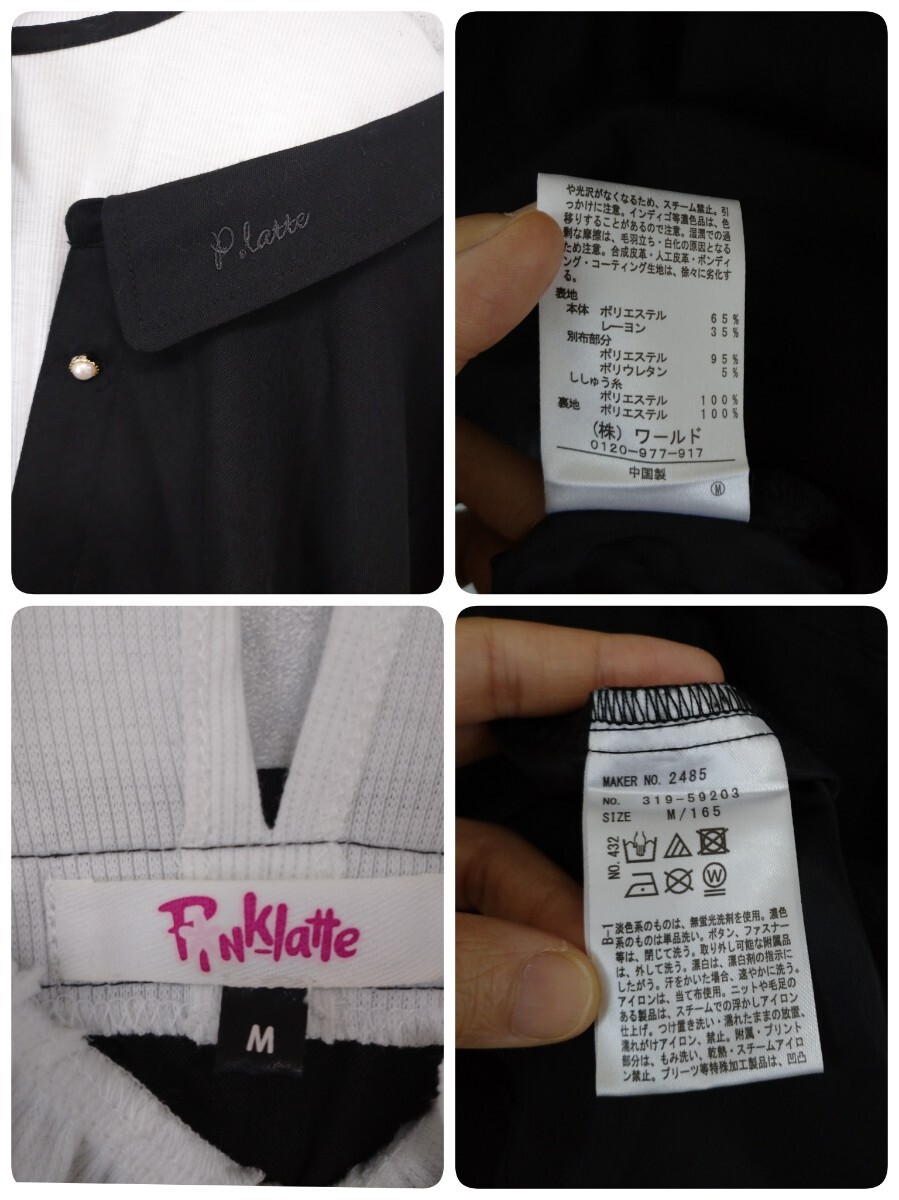 P.latte
や光沢がなくなるため、スチーム禁止。引
っかけに注意。インディゴ等濃色品は、色
移りすることがあるので注意。湿潤での過
剰な摩擦は、毛羽立ち・白化の原因となる
ため注意。合成皮革・人工皮革・ボンディ
ング・コーティング生地は、徐々に劣化す
る。
表地
本体 ポリエステル 65%
レーヨン 35%
別布部分
ポリエステル 95%
ポリウレタン 5%
ししゅう糸
ポリエステル 100%
裏地 ポリエステル 100%
(株) ワールド
0120-977-917
中国製
M
Pinklatte
M
MAKER NO. 2485
NO. 319-59203
SIZE M/165
NO.432
W
B-1
淡色系のものは、無蛍光洗剤を使用。濃色
系のものは単品洗い。ボタン、ファスナー
等は、閉じて洗う。取り外し可能な附属品
は、外して洗う。漂白は、漂白剤の指示に
したがう。汗をかいた場合、速やかに洗う。
アイロンは、当て布使用。ニットや毛足の
ある製品は、スチームでの浮かしアイロン
仕上げ。つけ置き洗い・濡れたままの放置、
濡れがけアイロン、禁止。附属・プリント
部分は、もみ洗い、乾熱・スチームアイロ
ン禁止。プリーツ等特殊加工製品は、凹凸